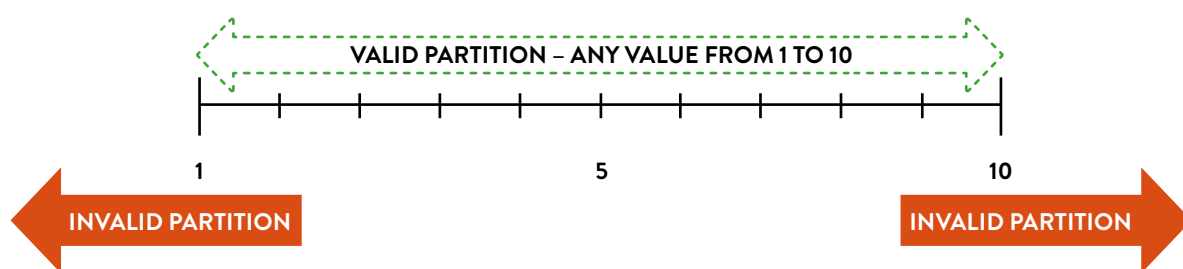 VALID PARTITION – ANY VALUE FROM 1 TO 10
1 5 10
INVALID PARTITION INVALID PARTITION